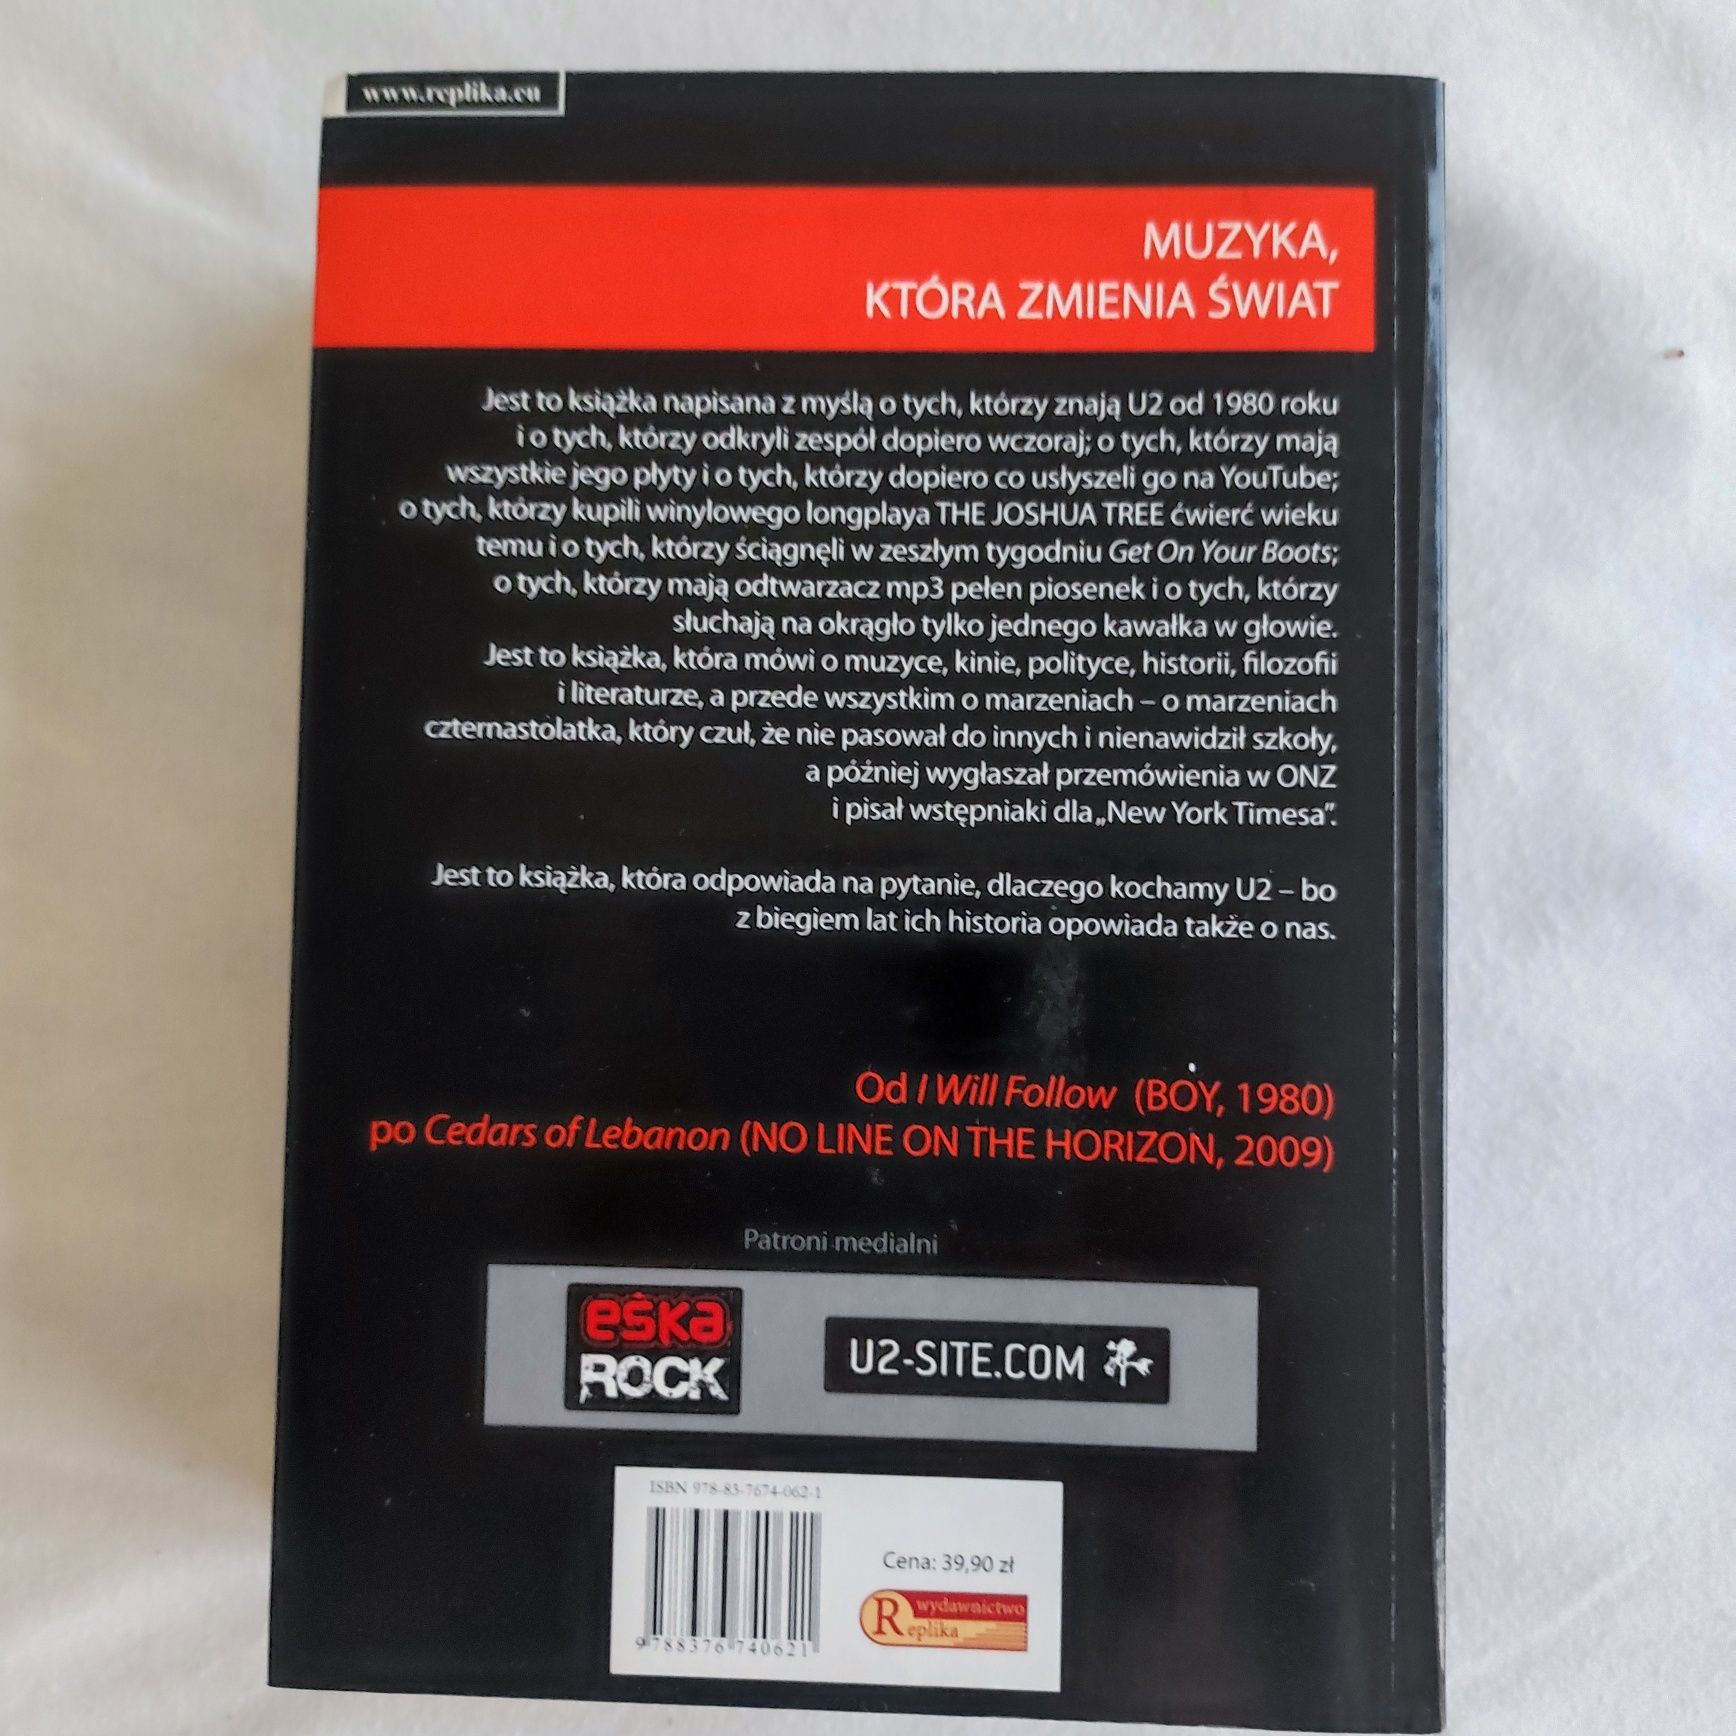 www.replika.eu
MUZYKA,
KTÓRA ZMIENIA ŚWIAT
Jest to książka napisana z myślą o tych, którzy znają U2 od 1980 roku
i o tych, którzy odkryli zespół dopiero wczoraj; o tych, którzy mają
wszystkie jego płyty i o tych, którzy dopiero co usłyszeli go na YouTube;
o tych, którzy kupili winylowego longplaya THE JOSHUA TREE ćwierć wieku
temu i o tych, którzy ściągnęli w zeszłym tygodniu Get On Your Boots;
o tych, którzy mają odtwarzacz mp3 pełen piosenek i o tych, którzy
słuchają na okrągło tylko jednego kawałka w głowie.
Jest to książka, która mówi o muzyce, kinie, polityce, historii, filozofii
i literaturze, a przede wszystkim o marzeniach – o marzeniach
czternastolatka, który czuł, że nie pasował do innych i nienawidził szkoły,
a później wygłaszał przemówienia w ONZ
i pisał wstępniaki dla „New York Timesa”.
Jest to książka, która odpowiada na pytanie, dlaczego kochamy U2 – bo
z biegiem lat ich historia opowiada także o nas.
Od I Will Follow (BOY, 1980)
po Cedars of Lebanon (NO LINE ON THE HORIZON, 2009)
Patroni medialni
eska
ROCK
U2-SITE.COM
ISBN 978-83-7674-062-1
Cena: 39,90 zł
wydawnictwo
Replika
9 788376 740621